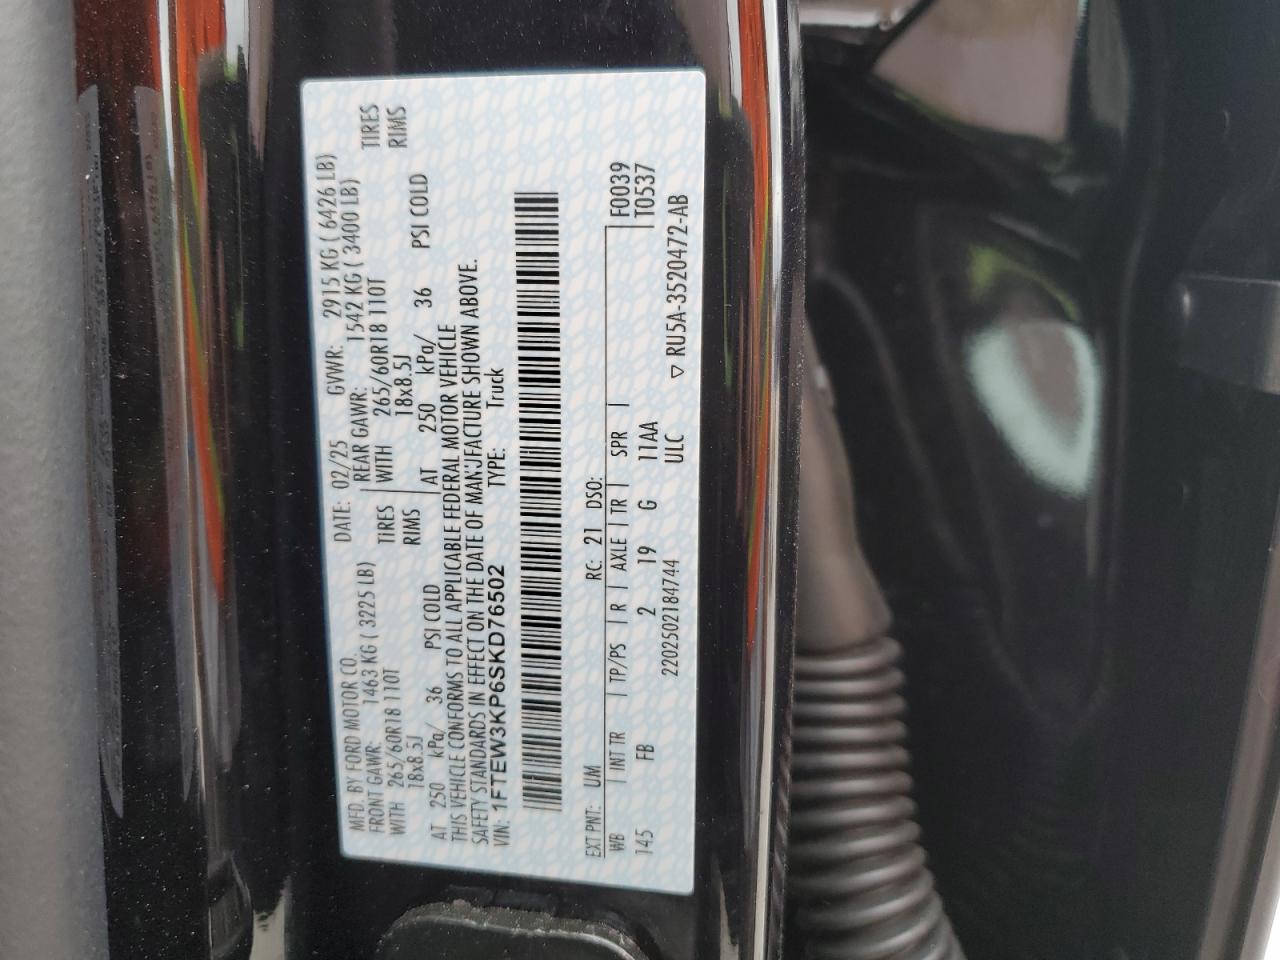 MFD. BY FORD MOTOR CO. DATE: 02/25 GVWR: 2915 KG ( 6426 LB)
FRONT GAWR: 1463 KG ( 3225 LB) REAR GAWR: 1542 KG ( 3400 LB)
WITH 265/60R18 110T TIRES WITH 265/60R18 110T TIRES
18x8.5J RIMS 18x8.5J RIMS
AT 250 kPa/ 36 PSI COLD AT 250 kPa/ 36 PSI COLD
THIS VEHICLE CONFORMS TO ALL APPLICABLE FEDERAL MOTOR VEHICLE
SAFETY STANDARDS IN EFFECT ON THE DATE OF MANUFACTURE SHOWN ABOVE.
VIN: 1FTEW3KP6SKD76502 TYPE: Truck
EXT PNT: UM RC: 21 DSO: F0039
WB INT TR TP/PS R AXLE TR SPR T0537
145 FB 2 19 G 11AA
2202502184744 ULC ▽ RU5A-3520472-AB